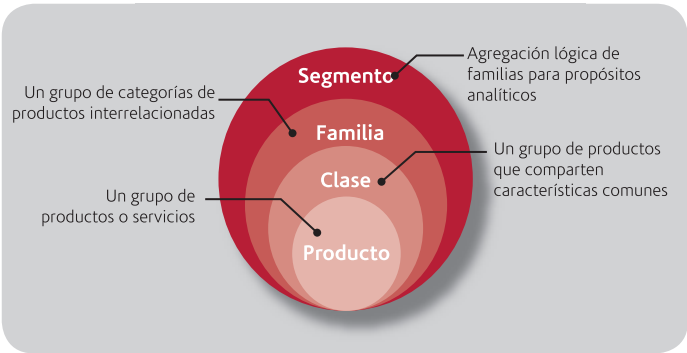 Segmento
Agregación lógica de
familias para propósitos
analíticos
Un grupo de categorías de
productos interrelacionadas
Familia
Un grupo de productos
que comparten
características comunes
Clase
Un grupo de
productos o servicios
Producto